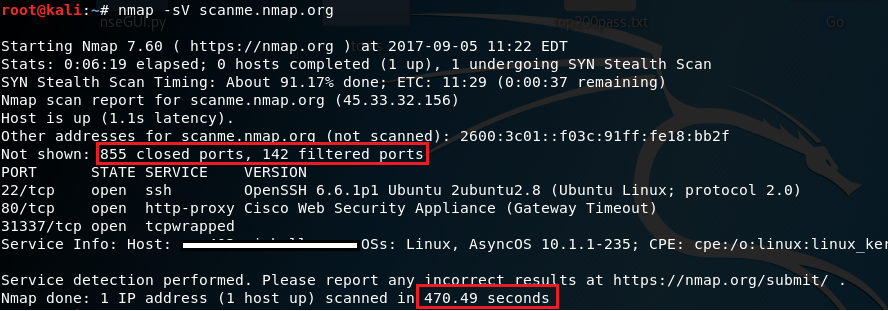 root@kali:~# nmap -sV scanme.nmap.org
nseGUI.py
top200pass.txt
Go
Starting Nmap 7.60 ( https://nmap.org ) at 2017-09-05 11:22 EDT
Stats: 0:06:19 elapsed; 0 hosts completed (1 up), 1 undergoing SYN Stealth Scan
SYN Stealth Scan Timing: About 91.17% done; ETC: 11:29 (0:00:37 remaining)
Nmap scan report for scanme.nmap.org (45.33.32.156)
Host is up (1.1s latency).
Other addresses for scanme.nmap.org (not scanned): 2600:3c01::f03c:91ff:fe18:bb2f
Not shown: 855 closed ports, 142 filtered ports
PORT STATE SERVICE VERSION
22/tcp open ssh OpenSSH 6.6.1p1 Ubuntu 2ubuntu2.8 (Ubuntu Linux; protocol 2.0)
80/tcp open http-proxy Cisco Web Security Appliance (Gateway Timeout)
31337/tcp open tcpwrapped
Service Info: Host: OSs: Linux, AsyncOS 10.1.1-235; CPE: cpe:/o:linux:linux_ke
Service detection performed. Please report any incorrect results at https://nmap.org/submit/ .
Nmap done: 1 IP address (1 host up) scanned in 470.49 seconds